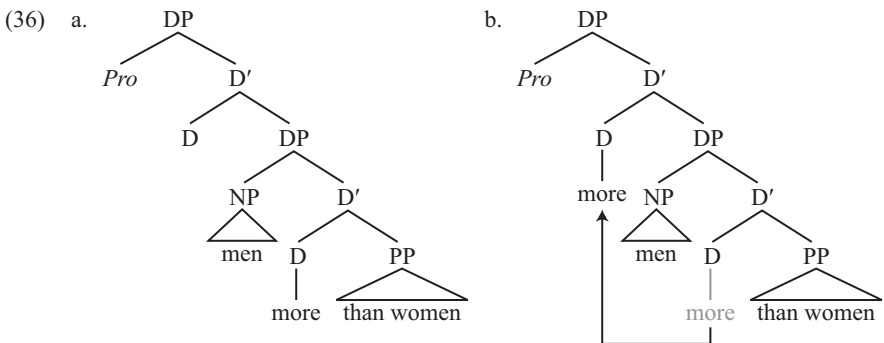 (36) a. DP b. DP
Pro D′ Pro D′
D DP D DP
NP D′ more NP D′
men D PP men D PP
more than women more than women